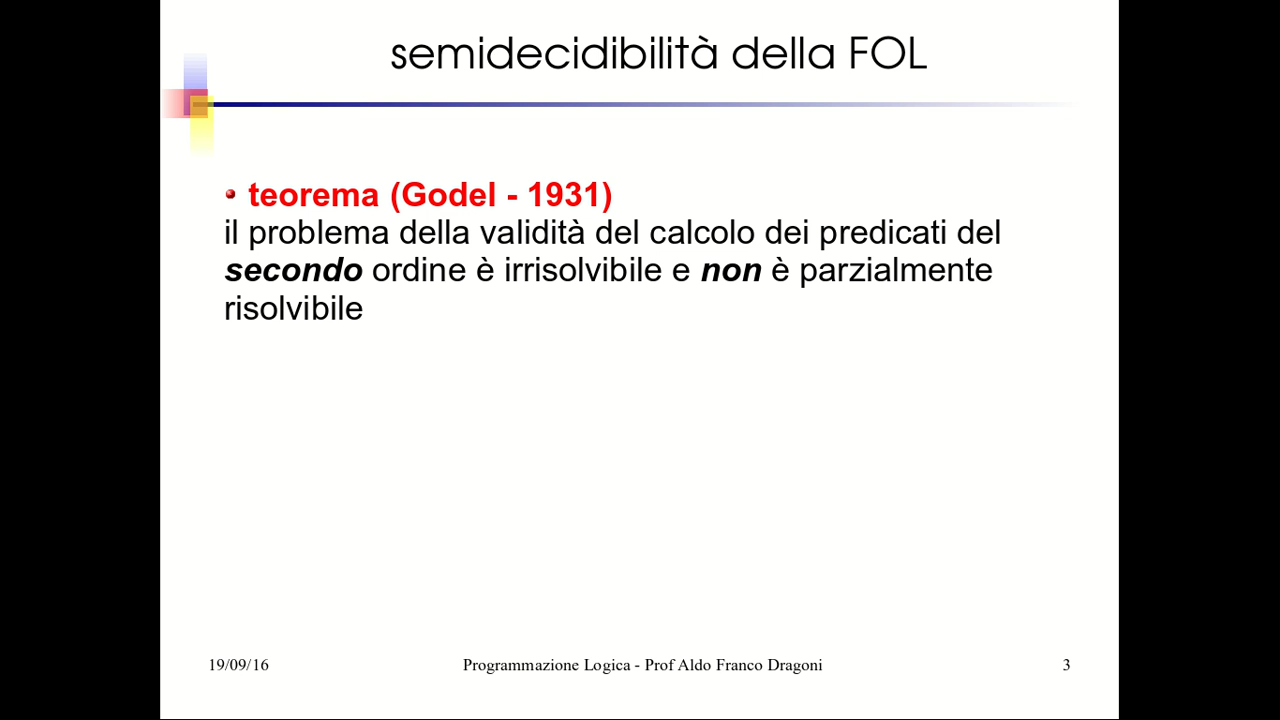 semidecidibilità della FOL
teorema (Godel - 1931)
il problema della validità del calcolo dei predicati del
secondo ordine è irrisolvibile e non è parzialmente
risolvibile
19/09/16
Programmazione Logica - Prof Aldo Franco Dragoni
3